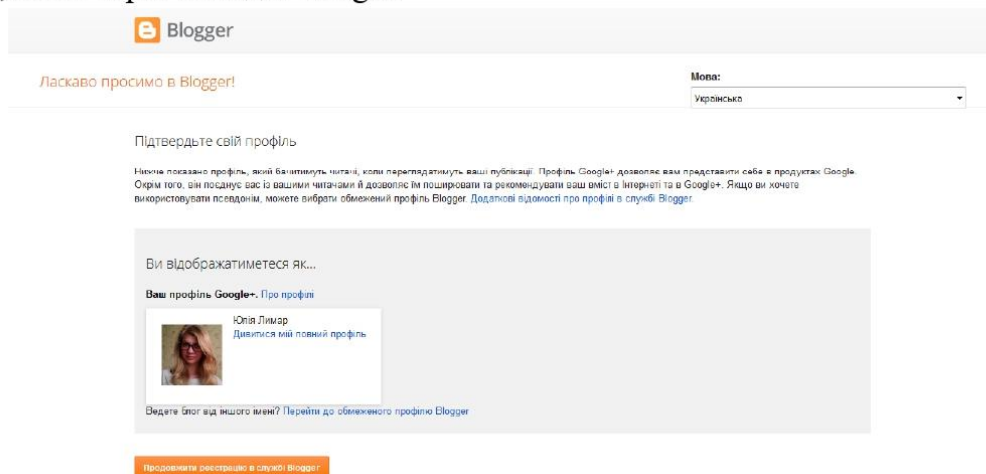 Blogger
Ласкаво просимо в Blogger!
Мова:
Українська
Підтвердьте свій профіль
Нижче показано профіль, який бачитимуть читачі, коли переглядатимуть ваші публікації. Профіль Google+ дозволяє вам представити себе в продуктах Google.
Окрім того, він поєднує вас із вашими читачами й дозволяє їм поширювати та рекомендувати ваш вміст в Інтернеті та в Google+. Якщо ви хочете
використовувати псевдонім, можете вибрати обмежений профіль Blogger. Додаткові відомості про профілі в службі Blogger.
Ви відображатиметеся як...
Ваш профіль Google+. Про профілі
Юлія Лимар
Дивитися мій повний профіль
Ведете блог від іншого імені? Перейти до обмеженого профілю Blogger
Продовжити реєстрацію в службі Blogger